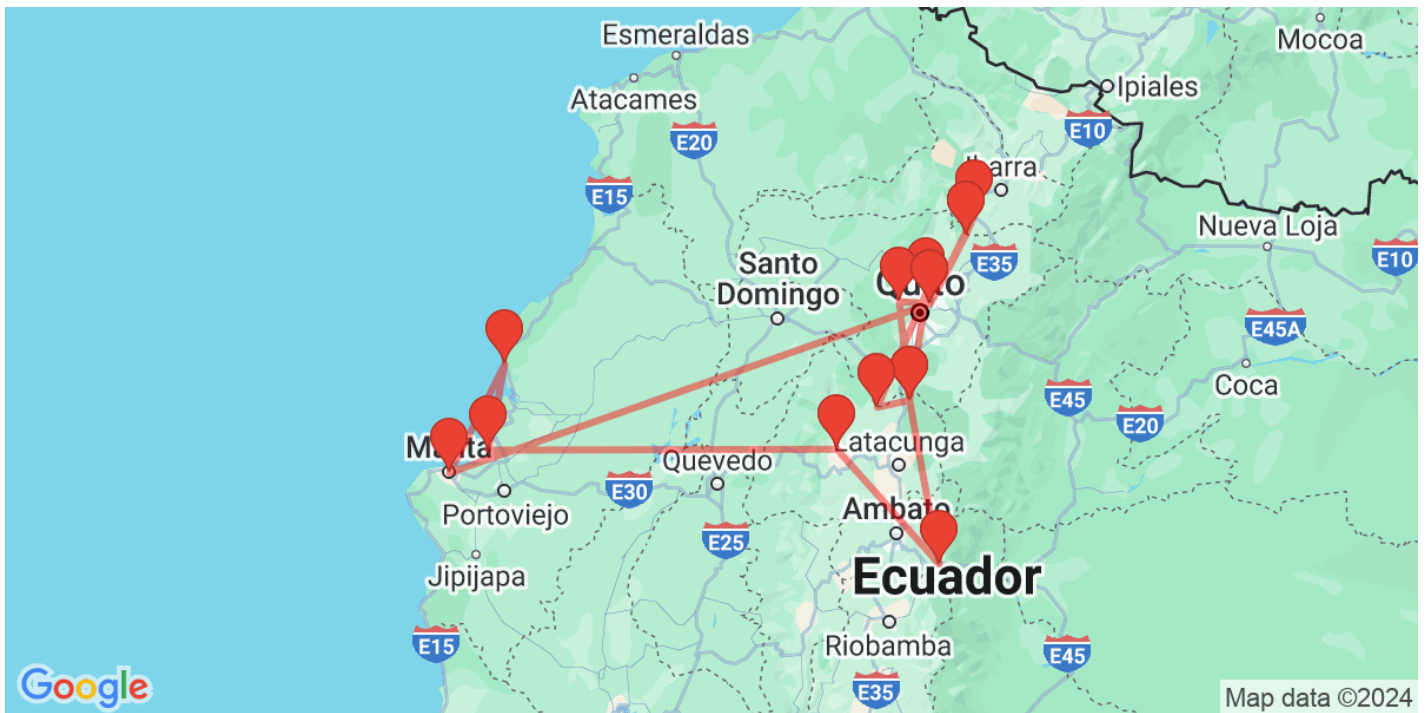 Esmeraldas
Mocoa
Ipiales
Atacames
E10
E20
Ibarra
E15
Nueva Loja
E10
E35
Santo
Domingo
Quito
E45A
Coca
E45
E20
Manta
Latacunga
Quevedo
E30
Portoviejo
Ambato
E25
Jipijapa
Ecuador
Riobamba
E15
E45
E35
Google
Map data ©2024